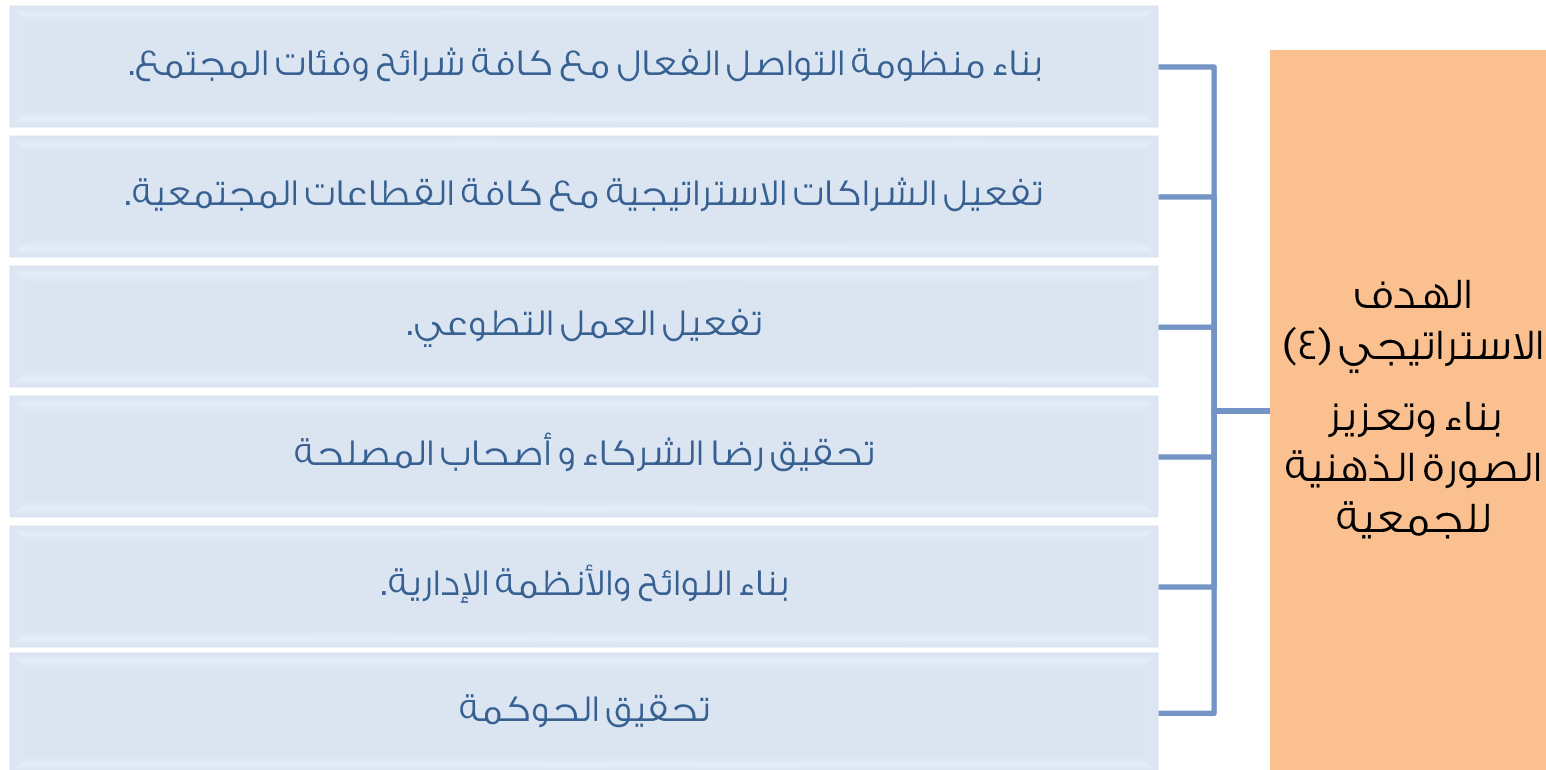 الهدف
الاستراتيجي (٤)
بناء وتعزيز
الصورة الذهنية
للجمعية
بناء منظومة التواصل الفعال مع كافة شرائح وفئات المجتمع.
تفعيل الشراكات الاستراتيجية مع كافة القطاعات المجتمعية.
تفعيل العمل التطوعي.
تحقيق رضا الشركاء و أصحاب المصلحة
بناء اللوائح والأنظمة الإدارية.
تحقيق الحوكمة